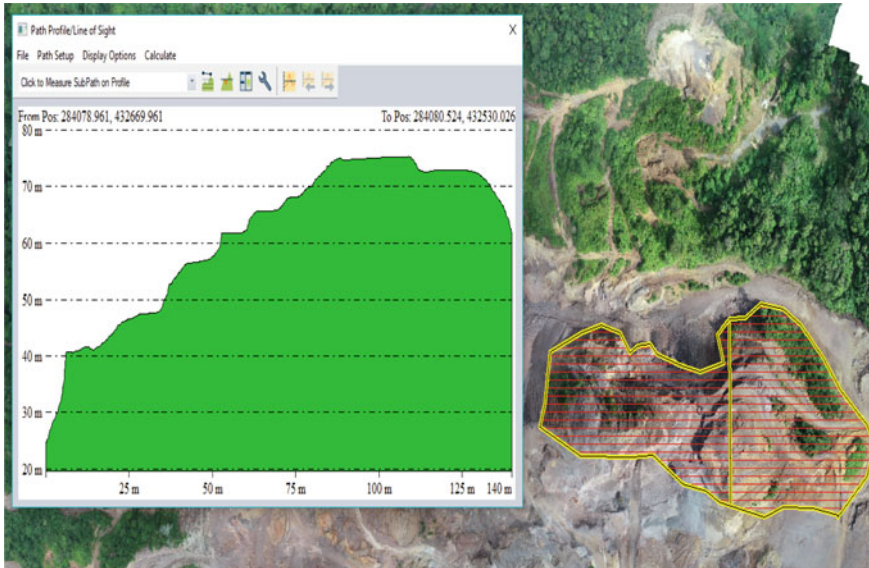 Path Profile/Line of Sight
File Path Setup Display Options Calculate
Click to Measure SubPath on Profile
From Pos: 284078.961, 432669.961 To Pos: 284080.524, 432530.026
80 m
70 m
60 m
50 m
40 m
30 m
20 m
25 m 50 m 75 m 100 m 125 m 140 m